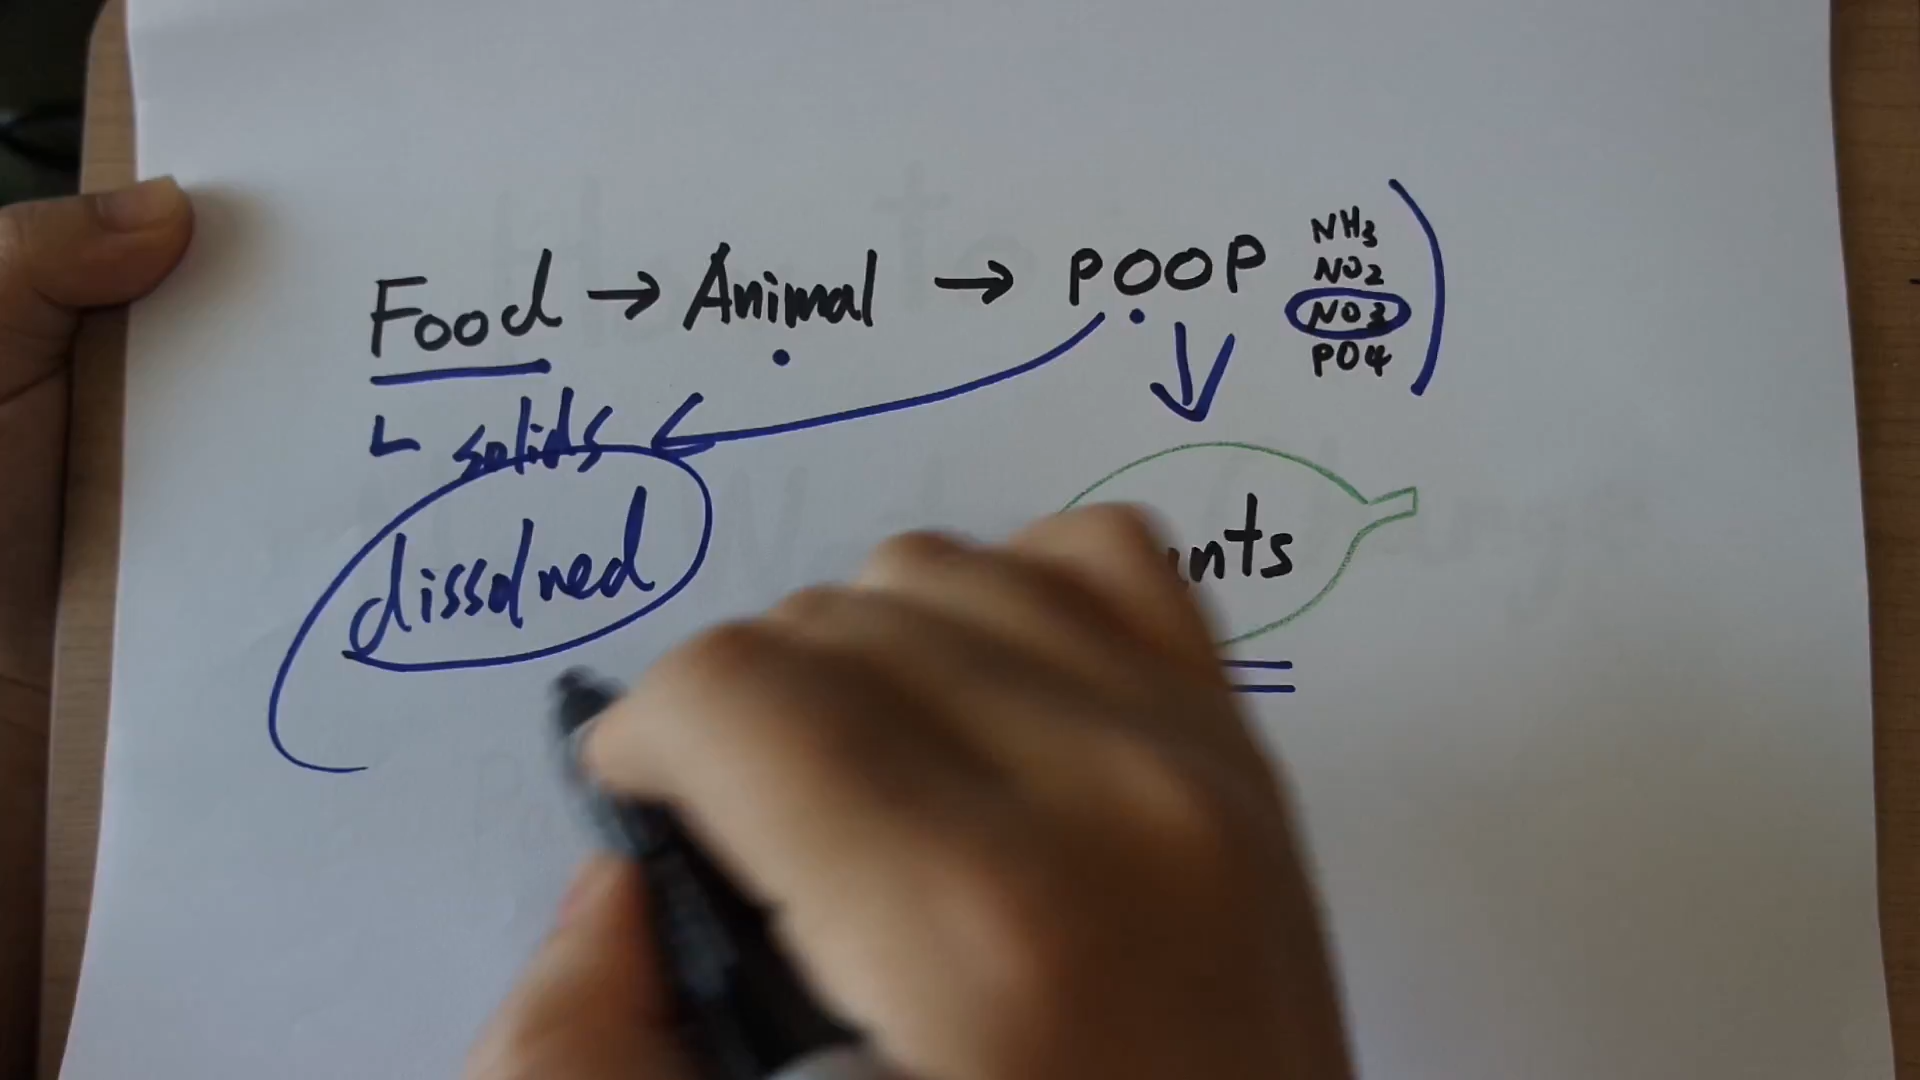 Food → Animal → POOP
NH3
NO2
NO3
PO4
solids
dissolved